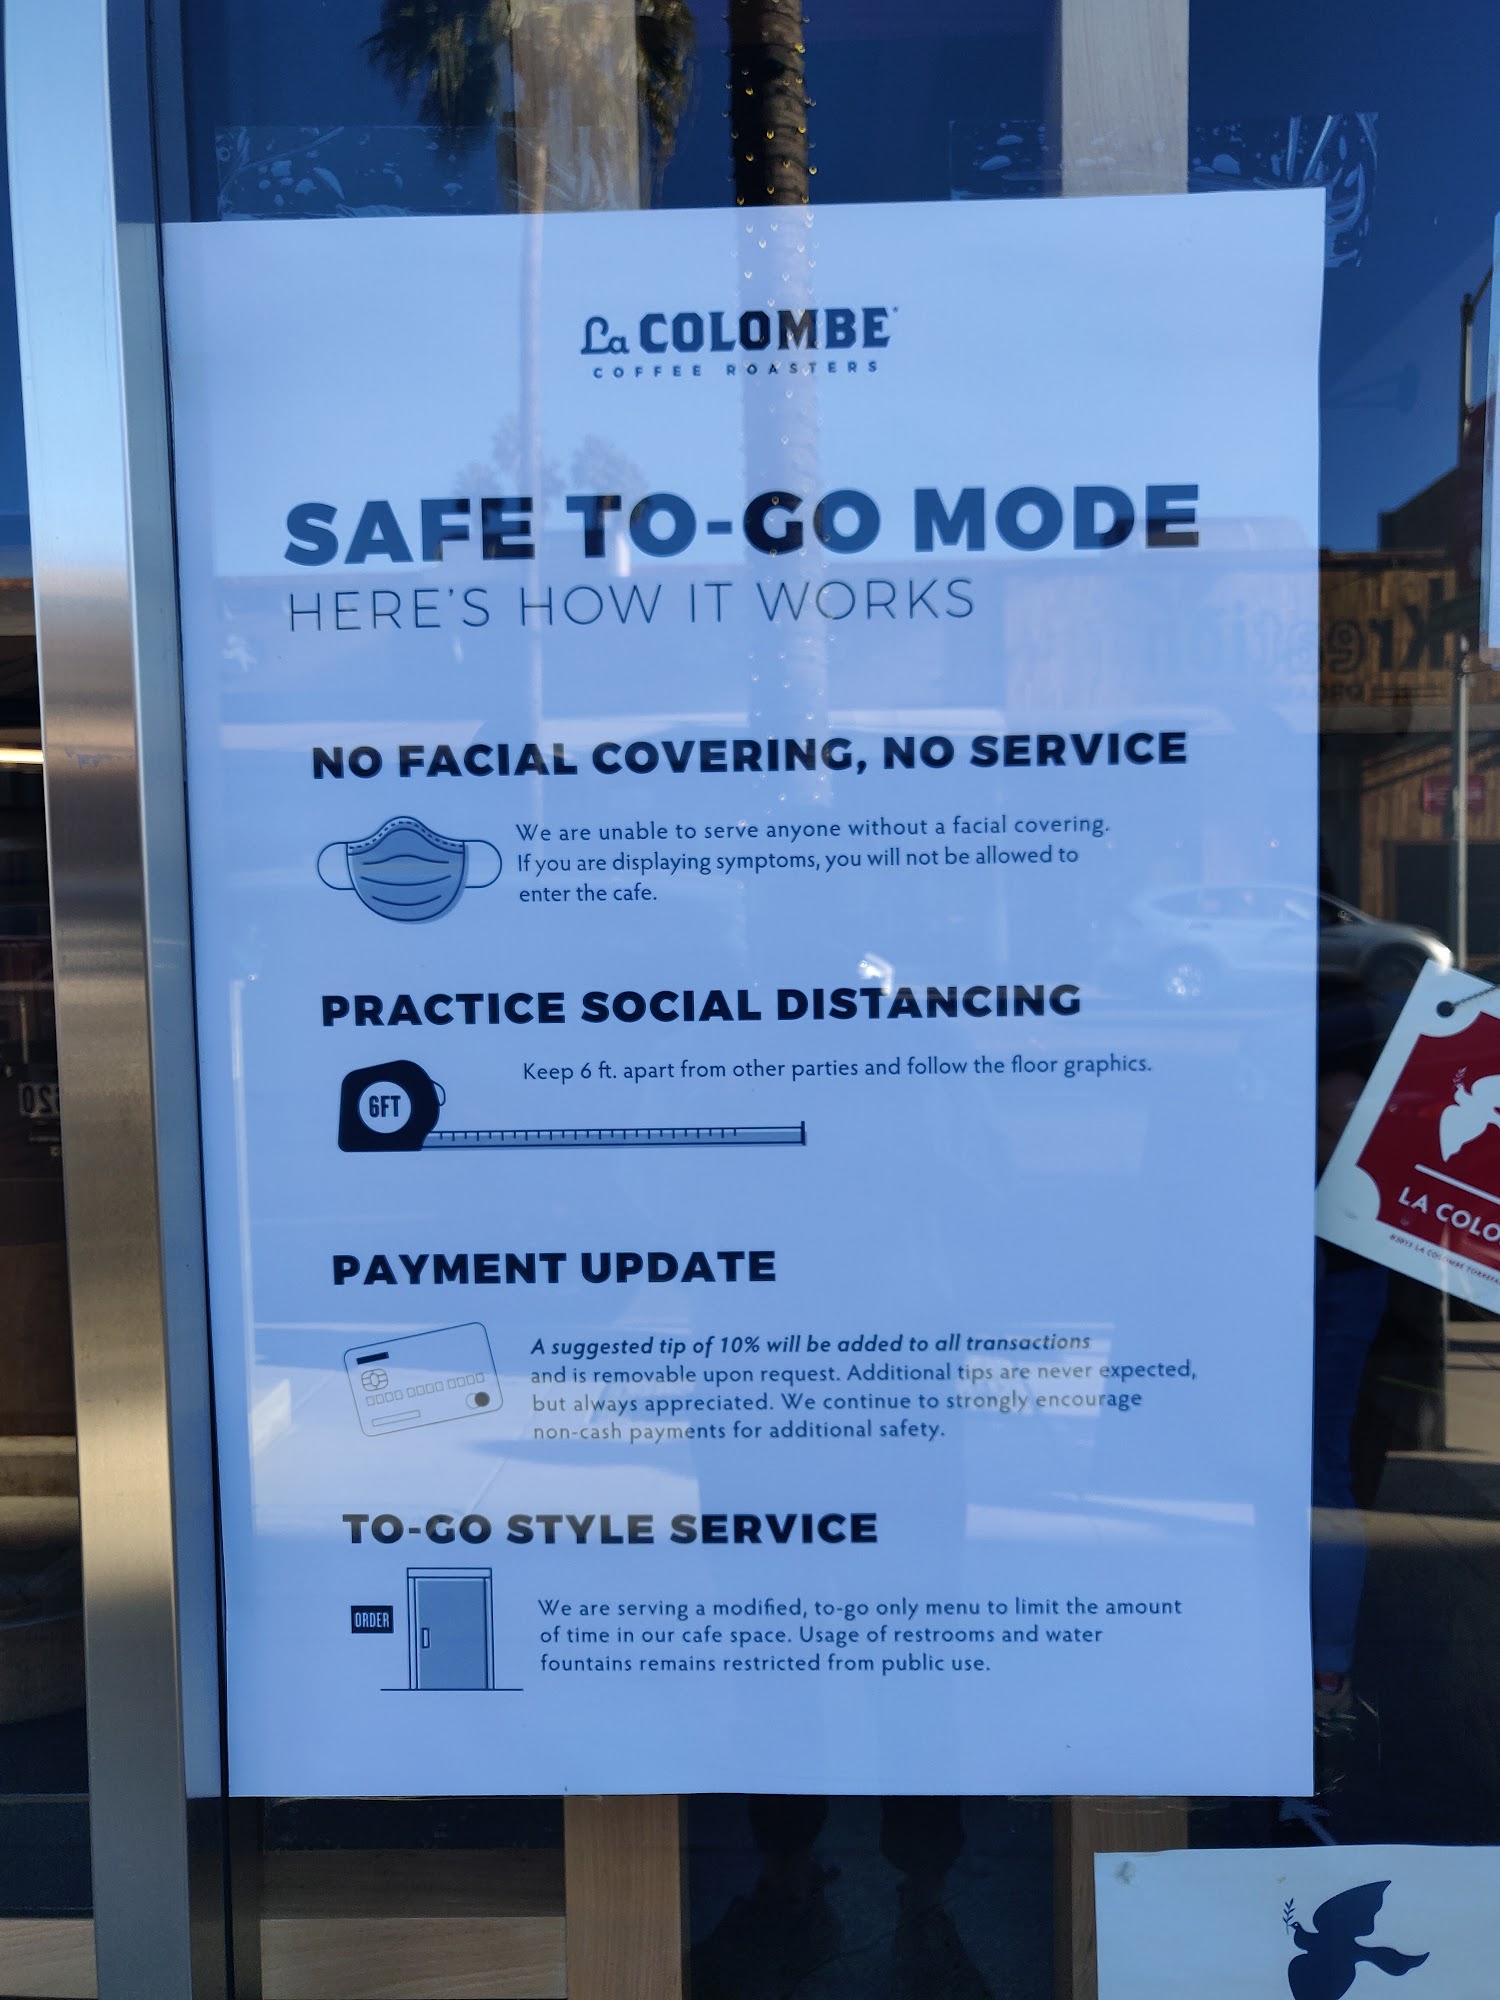 La COLOMBE
COFFEE ROASTERS
SAFE TO-GO MODE
HERE'S HOW IT WORKS
NO FACIAL COVERING, NO SERVICE
We are unable to serve anyone without a facial covering.
If you are displaying symptoms, you will not be allowed to
enter the cafe.
PRACTICE SOCIAL DISTANCING
Keep 6 ft. apart from other parties and follow the floor graphics.
6FT
PAYMENT UPDATE
A suggested tip of 10% will be added to all transactions
and is removable upon request. Additional tips are never expected,
but always appreciated. We continue to strongly encourage
non-cash payments for additional safety.
TO-GO STYLE SERVICE
ORDER
We are serving a modified, to-go only menu to limit the amount
of time in our cafe space. Usage of restrooms and water
fountains remains restricted from public use.
LA COLO